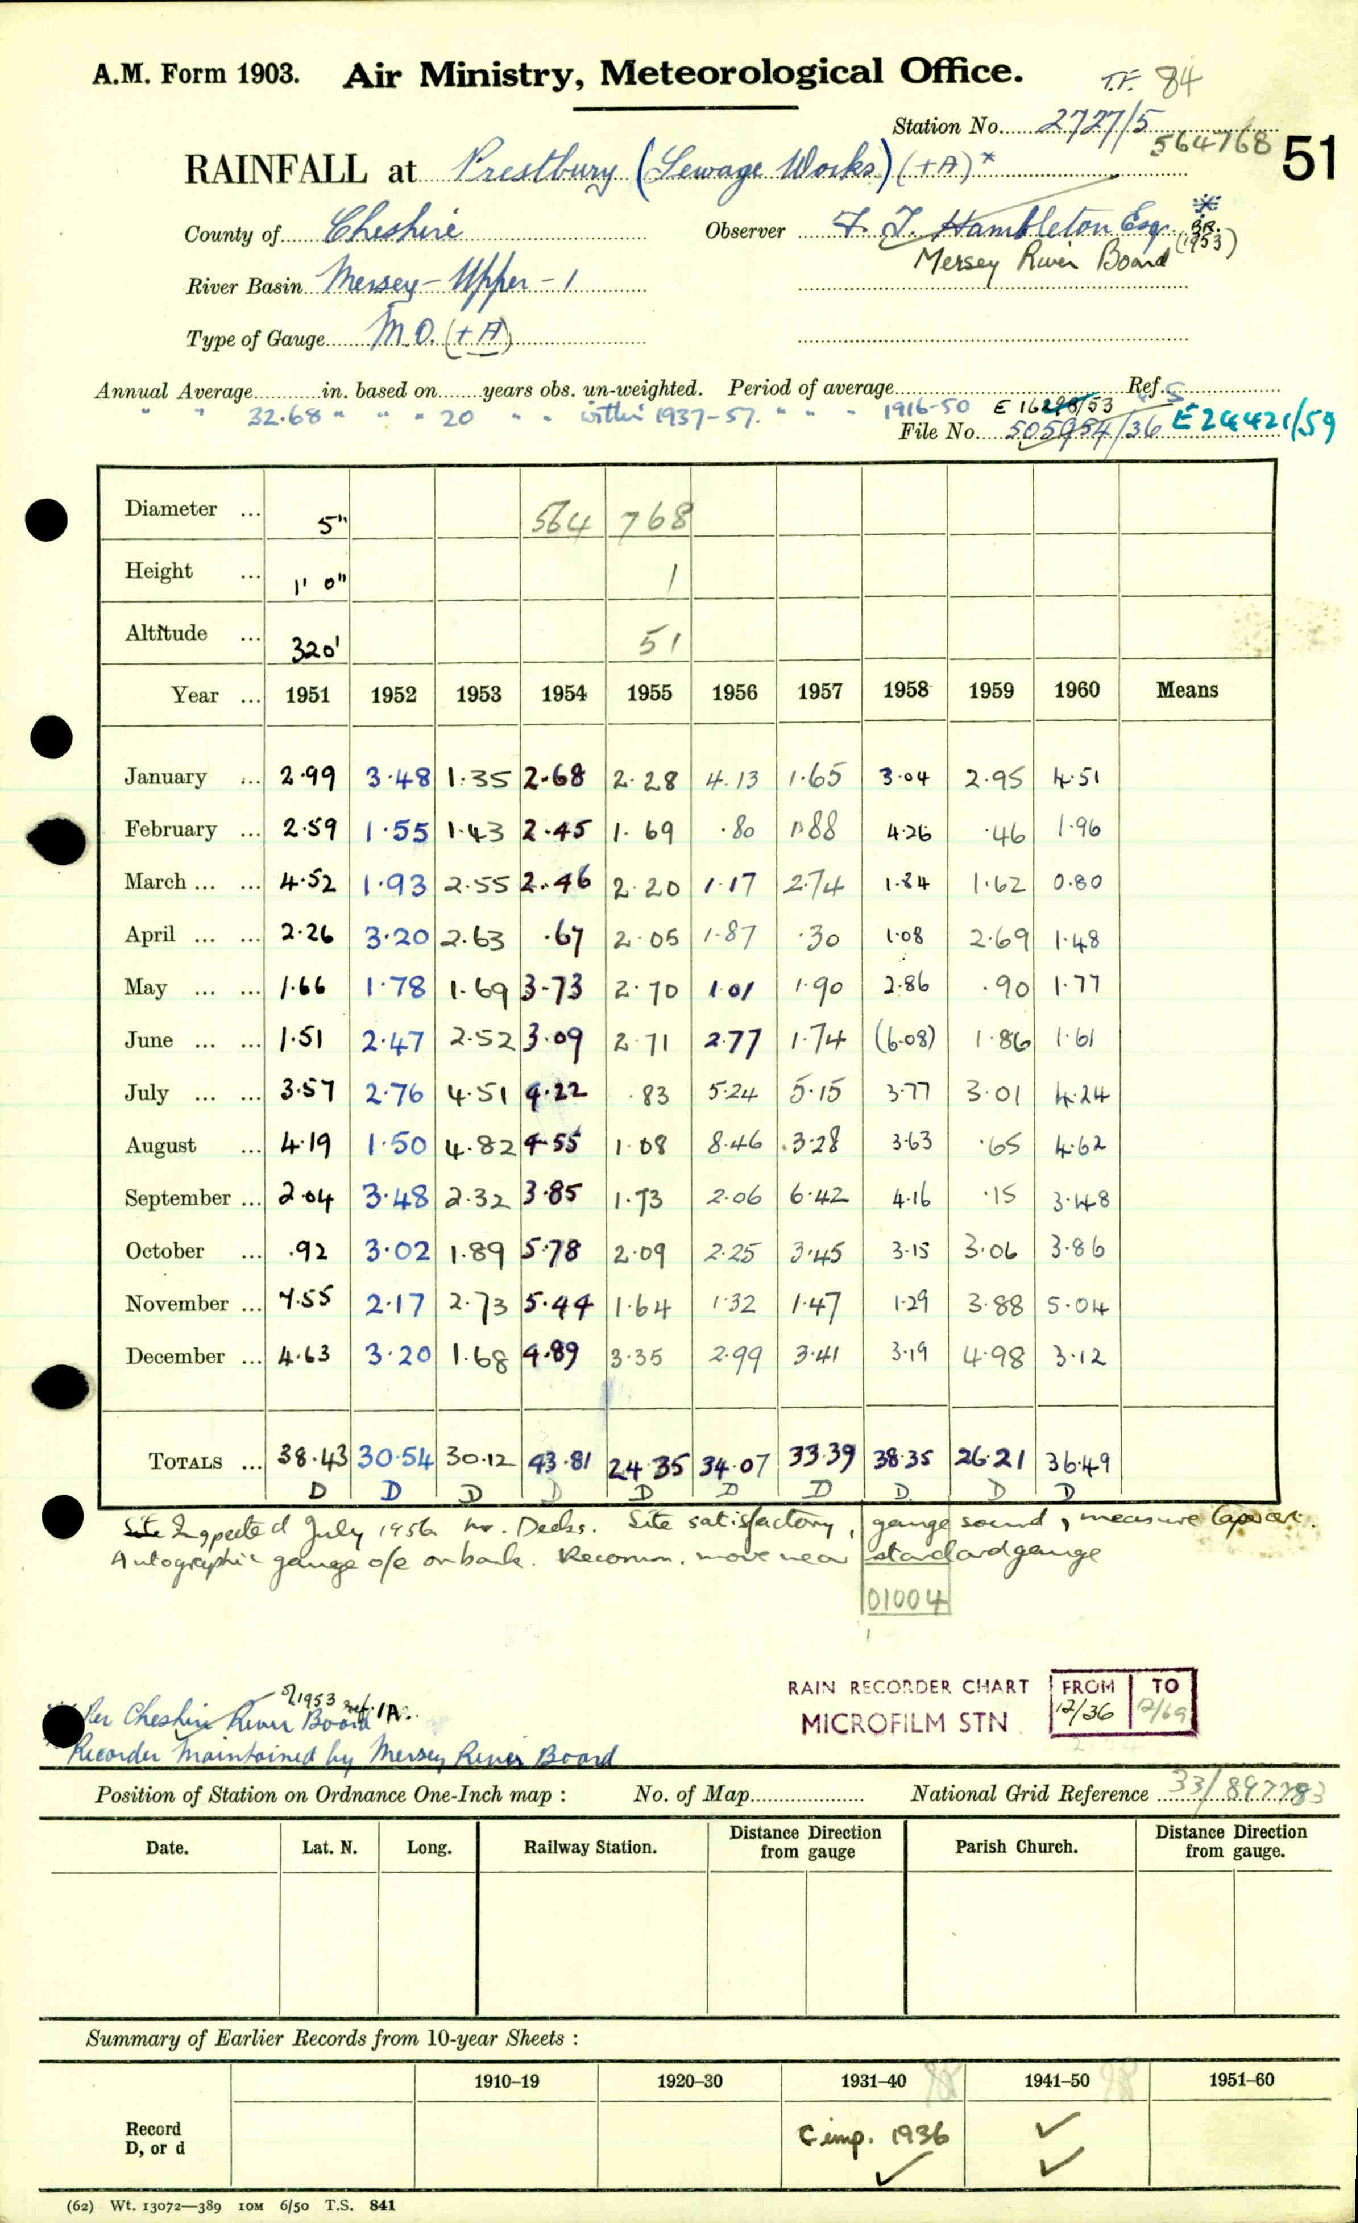 A.M. Form 1903. Air Ministry, Meteorological Office. T.F. 84
Station No. 2727/5
564768 51
RAINFALL at Prestbury (Sewage Works) (+A)*
County of Cheshire Observer F. J. Hambleton Esq. * B.R. (1953)
Mersey River Board
River Basin Mersey - Upper - 1
Type of Gauge M.O. (+A)
Annual Average in. based on years obs. un-weighted. Period of average Ref. S
" " 32.68 " " " 20 " " within 1937-57. " " " 1916-50 E 16298/53
File No. 505954/36 E 24421/59
Diameter ... 5" 564 768
Height ... 1' 0" 1
Altitude ... 320' 51
Year ... 1951 1952 1953 1954 1955 1956 1957 1958 1959 1960 Means
January ... 2.99 3.48 1.35 2.68 2.28 4.13 1.65 3.04 2.95 4.51
February ... 2.59 1.55 1.43 2.45 1.69 .80 1.88 4.26 .46 1.96
March ... ... 4.52 1.93 2.55 2.46 2.20 1.17 2.74 1.84 1.62 0.80
April ... ... 2.26 3.20 2.63 .67 2.05 1.87 .30 1.08 2.69 1.48
May ... ... 1.66 1.78 1.69 3.73 2.70 1.01 1.90 2.86 .90 1.77
June ... ... 1.51 2.47 2.52 3.09 2.71 2.77 1.74 (6.08) 1.86 1.61
July ... ... 3.57 2.76 4.51 4.22 .83 5.24 5.15 3.77 3.01 4.24
August ... 4.19 1.50 4.82 4.55 1.08 8.46 3.28 3.63 .65 4.62
September ... 2.04 3.48 2.32 3.85 1.73 2.06 6.42 4.16 .15 3.48
October ... .92 3.02 1.89 5.78 2.09 2.25 3.45 3.15 3.06 3.86
November ... 7.55 2.17 2.73 5.44 1.64 1.32 1.47 1.29 3.88 5.04
December ... 4.63 3.20 1.68 4.89 3.35 2.99 3.41 3.19 4.98 3.12
TOTALS ... 38.43 30.54 30.12 43.81 24.35 34.07 33.39 38.35 26.21 36.49
D D D D D D D D D D
Site Inspected July 1956 Mr. Deeks. Site satisfactory, gauge sound, measure
Autographic gauge o/e on bank. Recomm. move near standard gauge
01004
1953 ref. 1A.
RAIN RECORDER CHART FROM TO
MICROFILM STN 12/36 12/69
Per Cheshire River Board
Recorder maintained by Mersey River Board
Position of Station on Ordnance One-Inch map : No. of Map National Grid Reference 33/897783
Date. Lat. N. Long. Railway Station. Distance Direction from gauge Parish Church. Distance Direction from gauge.
Summary of Earlier Records from 10-year Sheets :
1910–19 1920–30 1931–40 1941–50 1951–60
Record
D, or d C imp. 1936 ✓
✓ ✓
(62) Wt. 13072—389 10M 6/50 T.S. 841